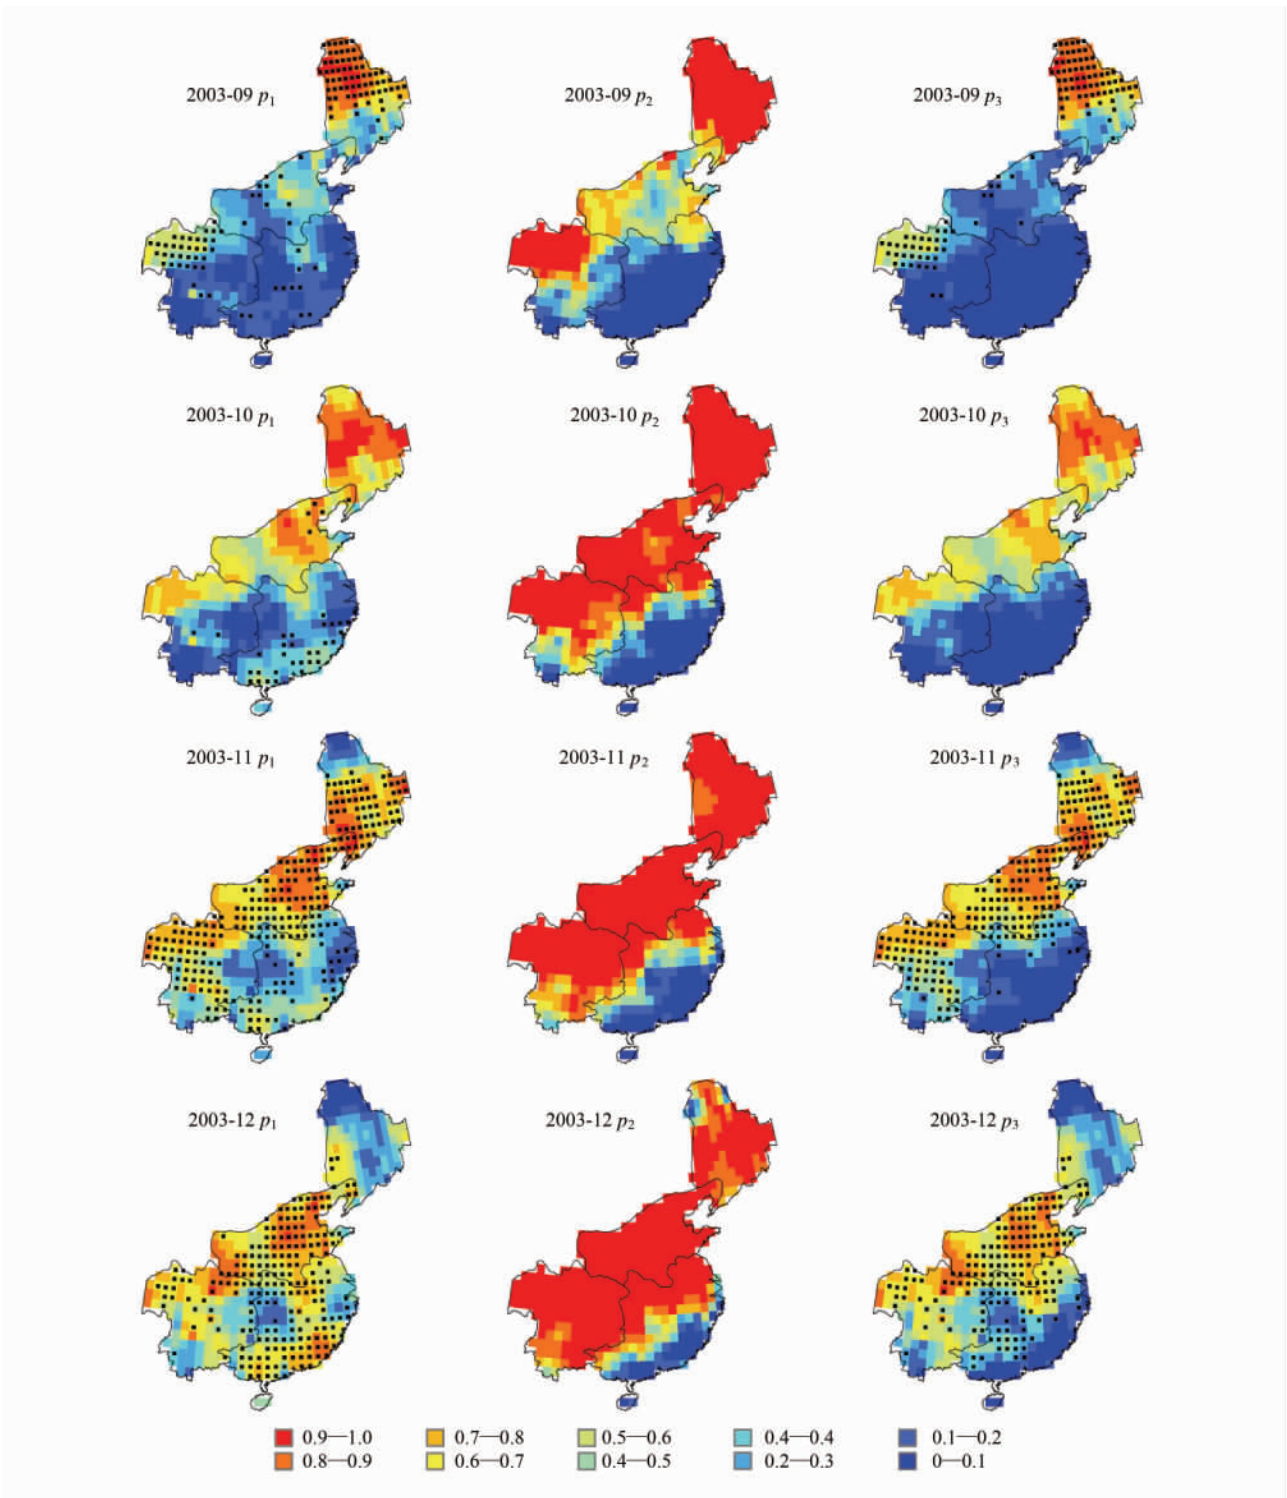 2003-09 p₁ 2003-09 p₂ 2003-09 p₃
2003-10 p₁ 2003-10 p₂ 2003-10 p₃
2003-11 p₁ 2003-11 p₂ 2003-11 p₃
2003-12 p₁ 2003-12 p₂ 2003-12 p₃
0.9—1.0 0.7—0.8 0.5—0.6 0.4—0.4 0.1—0.2
0.8—0.9 0.6—0.7 0.4—0.5 0.2—0.3 0—0.1